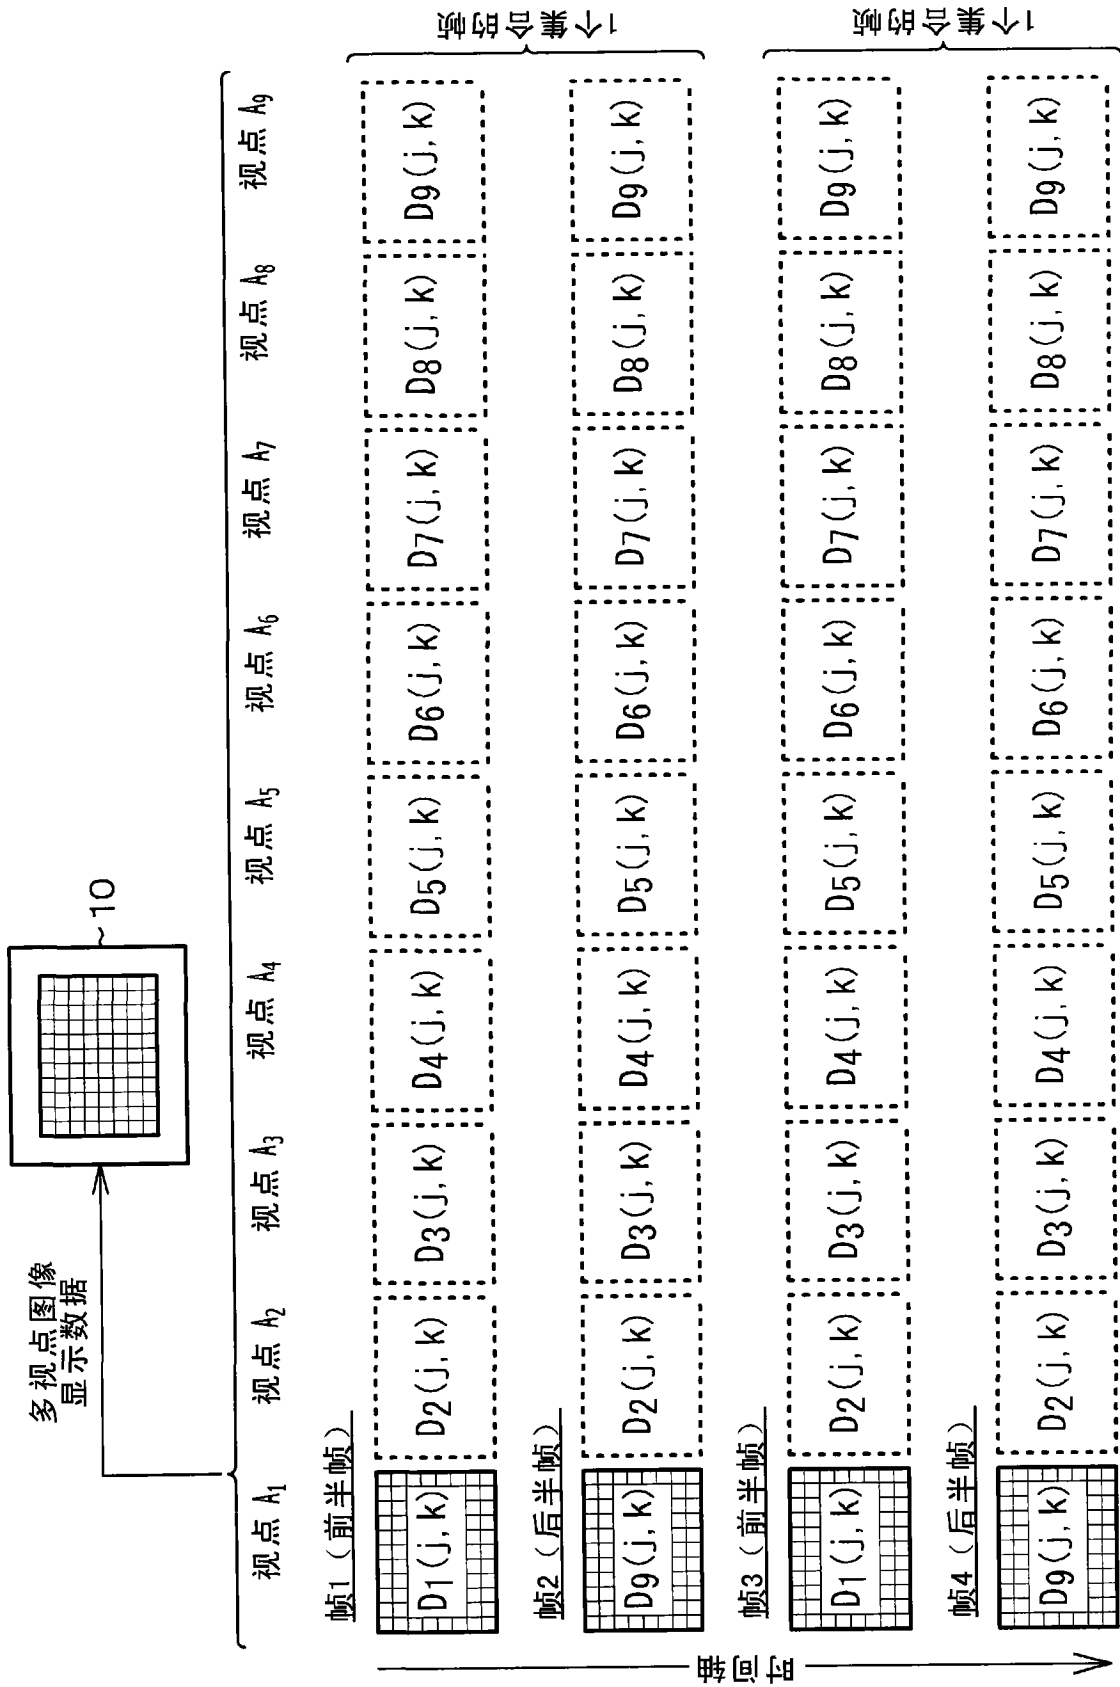 多视点图像
显示数据
10
视点 A1 视点 A2 视点 A3 视点 A4 视点 A5 视点 A6 视点 A7 视点 A8 视点 A9
帧1（前半帧）
D1(j,k) D2(j,k) D3(j,k) D4(j,k) D5(j,k) D6(j,k) D7(j,k) D8(j,k) D9(j,k)
帧2（后半帧）
D9(j,k) D2(j,k) D3(j,k) D4(j,k) D5(j,k) D6(j,k) D7(j,k) D8(j,k) D9(j,k)
1个集合的帧
帧3（前半帧）
D1(j,k) D2(j,k) D3(j,k) D4(j,k) D5(j,k) D6(j,k) D7(j,k) D8(j,k) D9(j,k)
帧4（后半帧）
D9(j,k) D2(j,k) D3(j,k) D4(j,k) D5(j,k) D6(j,k) D7(j,k) D8(j,k) D9(j,k)
1个集合的帧
时间轴